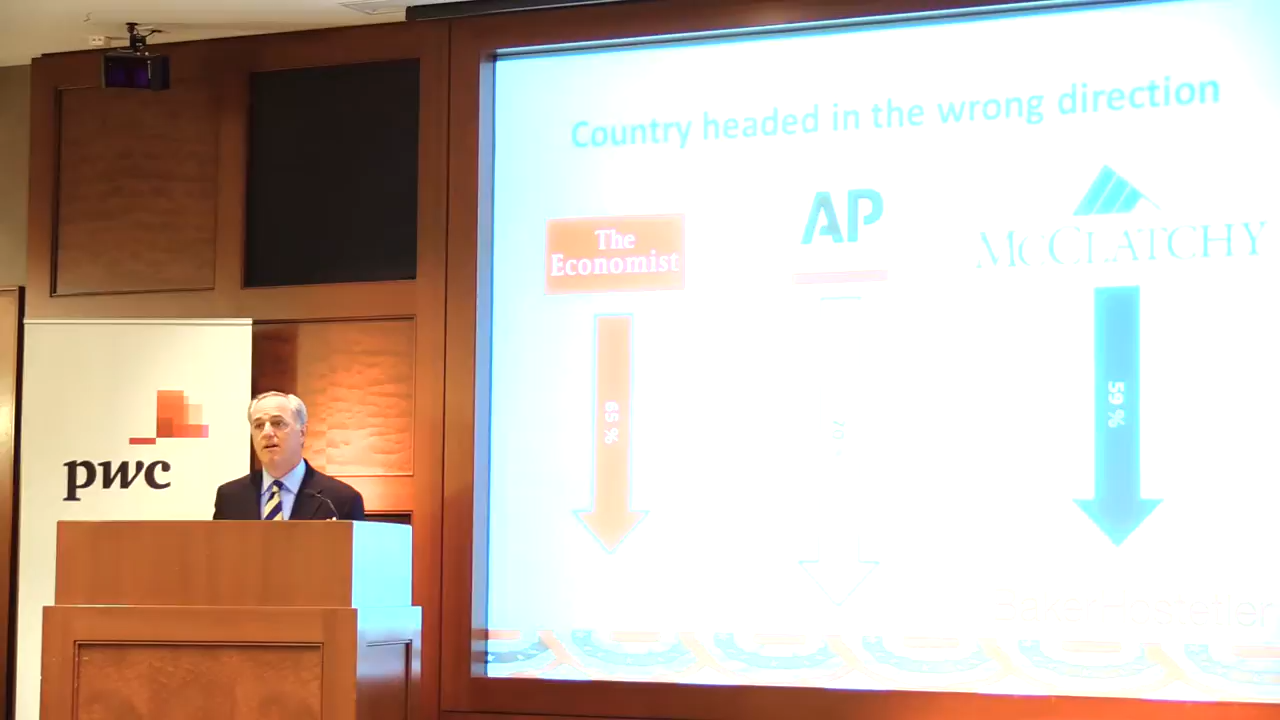 Country headed in the wrong direction
The
Economist
AP
McCLATCHY
65 %
59 %
pwc